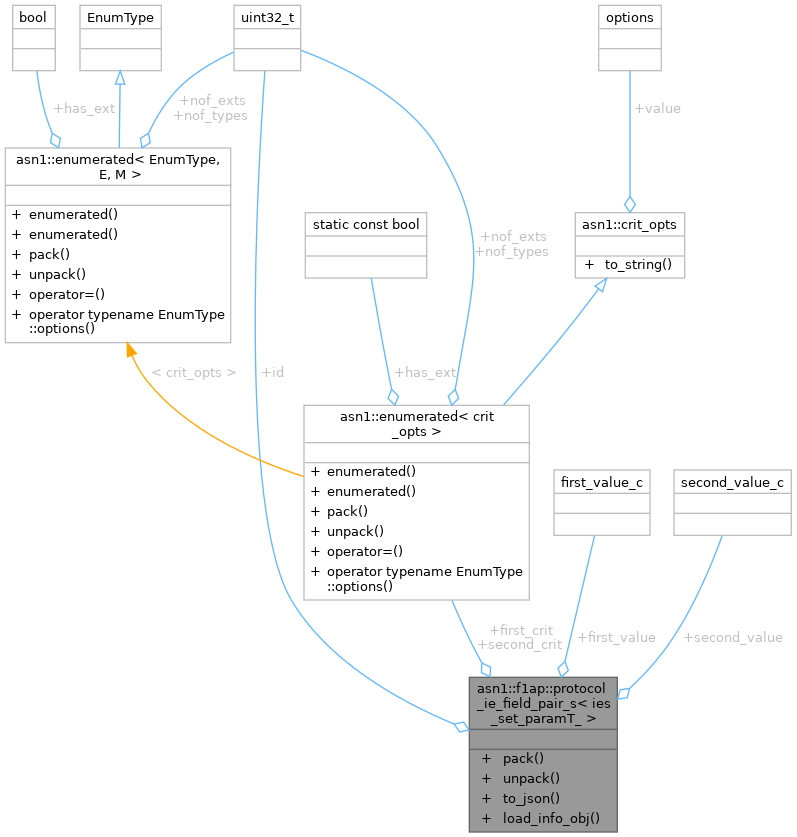 bool
EnumType
uint32_t
options
+has_ext
+nof_exts
+nof_types
+value
asn1::enumerated< EnumType,
E, M >
+ enumerated()
+ enumerated()
+ pack()
+ unpack()
+ operator=()
+ operator typename EnumType
::options()
static const bool
asn1::crit_opts
+ to_string()
+nof_exts
+nof_types
< crit_opts >
+id
+has_ext
asn1::enumerated< crit
_opts >
+ enumerated()
+ enumerated()
+ pack()
+ unpack()
+ operator=()
+ operator typename EnumType
::options()
first_value_c
second_value_c
+first_crit
+second_crit
+first_value
+second_value
asn1::f1ap::protocol
_ie_field_pair_s< ies
_set_paramT_ >
+ pack()
+ unpack()
+ to_json()
+ load_info_obj()